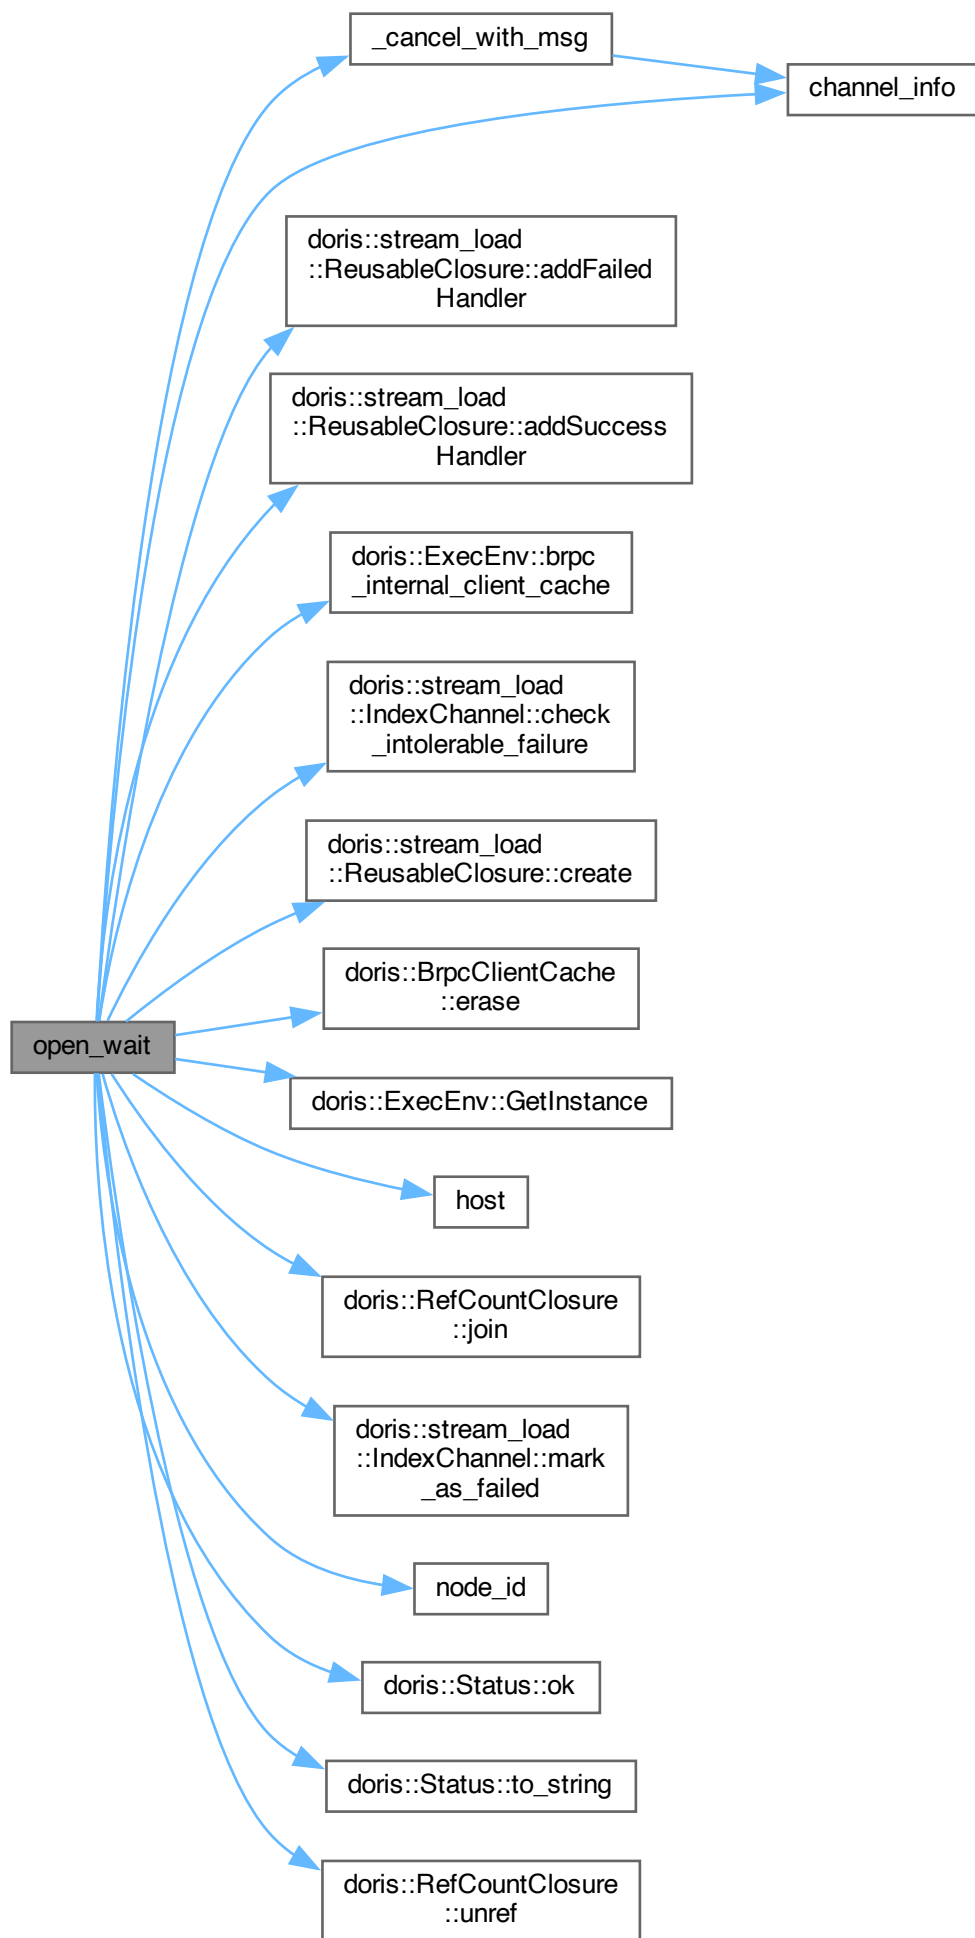 _cancel_with_msg
channel_info
doris::stream_load
::ReusableClosure::addFailed
Handler
doris::stream_load
::ReusableClosure::addSuccess
Handler
doris::ExecEnv::brpc
_internal_client_cache
doris::stream_load
::IndexChannel::check
_intolerable_failure
doris::stream_load
::ReusableClosure::create
doris::BrpcClientCache
::erase
open_wait
doris::ExecEnv::GetInstance
host
doris::RefCountClosure
::join
doris::stream_load
::IndexChannel::mark
_as_failed
node_id
doris::Status::ok
doris::Status::to_string
doris::RefCountClosure
::unref